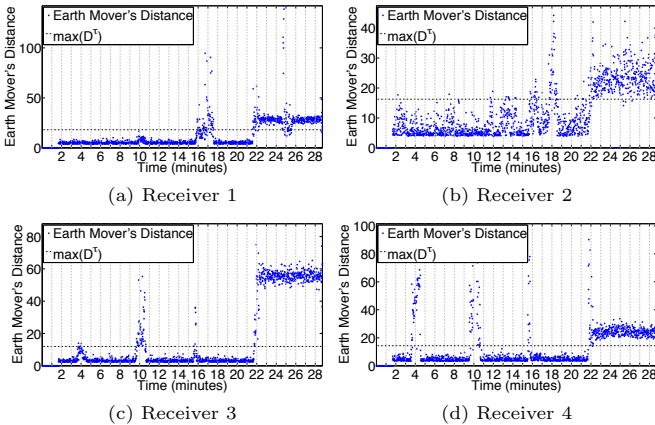 Earth Mover's Distance
100
50
0
Earth Mover's Distance
max(D^τ)
2 4 6 8 10 12 14 16 18 20 22 24 26 28
Time (minutes)
(a) Receiver 1
Earth Mover's Distance
40
30
20
10
0
Earth Mover's Distance
max(D^τ)
2 4 6 8 10 12 14 16 18 20 22 24 26 28
Time (minutes)
(b) Receiver 2
Earth Mover's Distance
80
60
40
20
0
Earth Mover's Distance
max(D^τ)
2 4 6 8 10 12 14 16 18 20 22 24 26 28
Time (minutes)
(c) Receiver 3
Earth Mover's Distance
100
80
60
40
20
0
Earth Mover's Distance
max(D^τ)
2 4 6 8 10 12 14 16 18 20 22 24 26 28
Time (minutes)
(d) Receiver 4